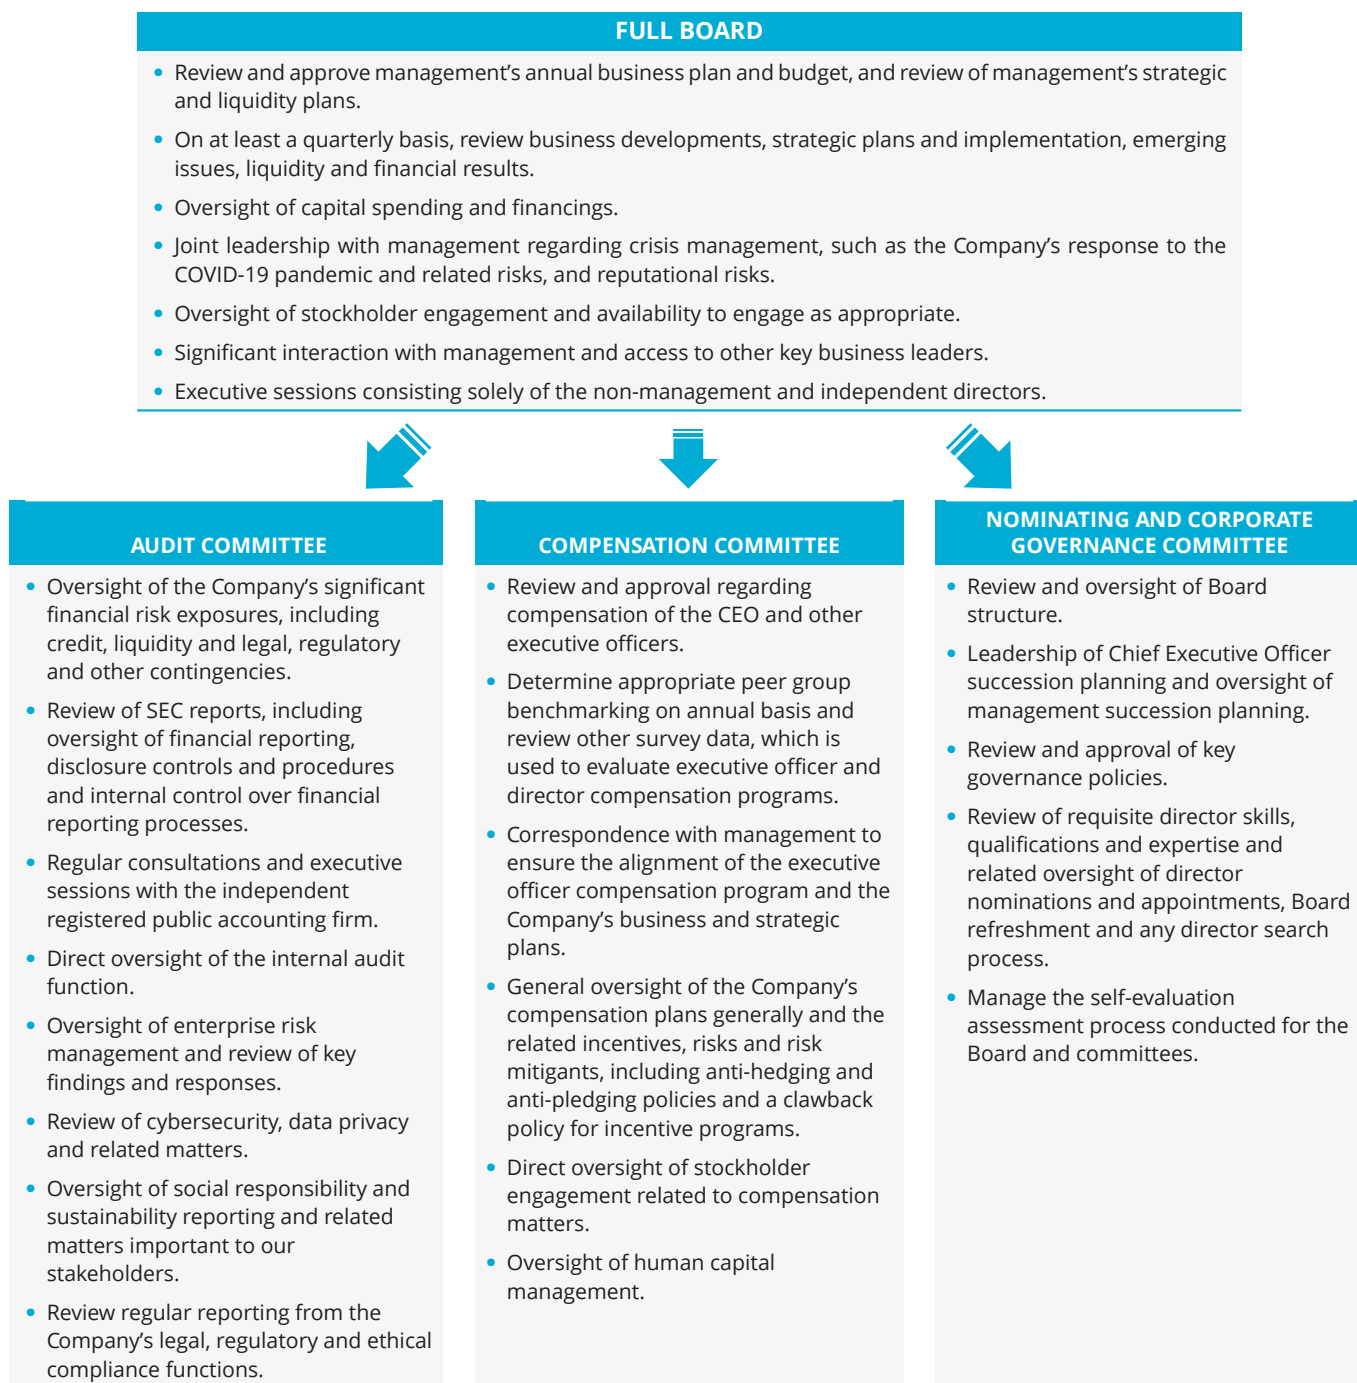 FULL BOARD
• Review and approve management’s annual business plan and budget, and review of management’s strategic
and liquidity plans.
• On at least a quarterly basis, review business developments, strategic plans and implementation, emerging
issues, liquidity and financial results.
• Oversight of capital spending and financings.
• Joint leadership with management regarding crisis management, such as the Company’s response to the
COVID-19 pandemic and related risks, and reputational risks.
• Oversight of stockholder engagement and availability to engage as appropriate.
• Significant interaction with management and access to other key business leaders.
• Executive sessions consisting solely of the non-management and independent directors.
AUDIT COMMITTEE
• Oversight of the Company’s significant
financial risk exposures, including
credit, liquidity and legal, regulatory
and other contingencies.
• Review of SEC reports, including
oversight of financial reporting,
disclosure controls and procedures
and internal control over financial
reporting processes.
• Regular consultations and executive
sessions with the independent
registered public accounting firm.
• Direct oversight of the internal audit
function.
• Oversight of enterprise risk
management and review of key
findings and responses.
• Review of cybersecurity, data privacy
and related matters.
• Oversight of social responsibility and
sustainability reporting and related
matters important to our
stakeholders.
• Review regular reporting from the
Company’s legal, regulatory and ethical
compliance functions.
COMPENSATION COMMITTEE
• Review and approval regarding
compensation of the CEO and other
executive officers.
• Determine appropriate peer group
benchmarking on annual basis and
review other survey data, which is
used to evaluate executive officer and
director compensation programs.
• Correspondence with management to
ensure the alignment of the executive
officer compensation program and the
Company’s business and strategic
plans.
• General oversight of the Company’s
compensation plans generally and the
related incentives, risks and risk
mitigants, including anti-hedging and
anti-pledging policies and a clawback
policy for incentive programs.
• Direct oversight of stockholder
engagement related to compensation
matters.
• Oversight of human capital
management.
NOMINATING AND CORPORATE
GOVERNANCE COMMITTEE
• Review and oversight of Board
structure.
• Leadership of Chief Executive Officer
succession planning and oversight of
management succession planning.
• Review and approval of key
governance policies.
• Review of requisite director skills,
qualifications and expertise and
related oversight of director
nominations and appointments, Board
refreshment and any director search
process.
• Manage the self-evaluation
assessment process conducted for the
Board and committees.